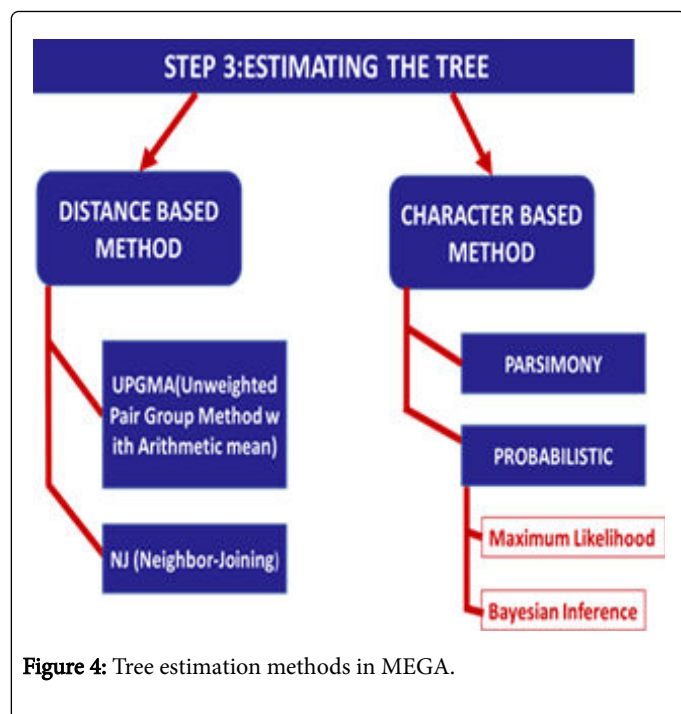 STEP 3:ESTIMATING THE TREE
DISTANCE BASED
METHOD
UPGMA(Unweighted
Pair Group Method w
ith Arithmetic mean)
NJ (Neighbor-Joining)
CHARACTER BASED
METHOD
PARSIMONY
PROBABILISTIC
Maximum Likelihood
Bayesian Inference
Figure 4: Tree estimation methods in MEGA.